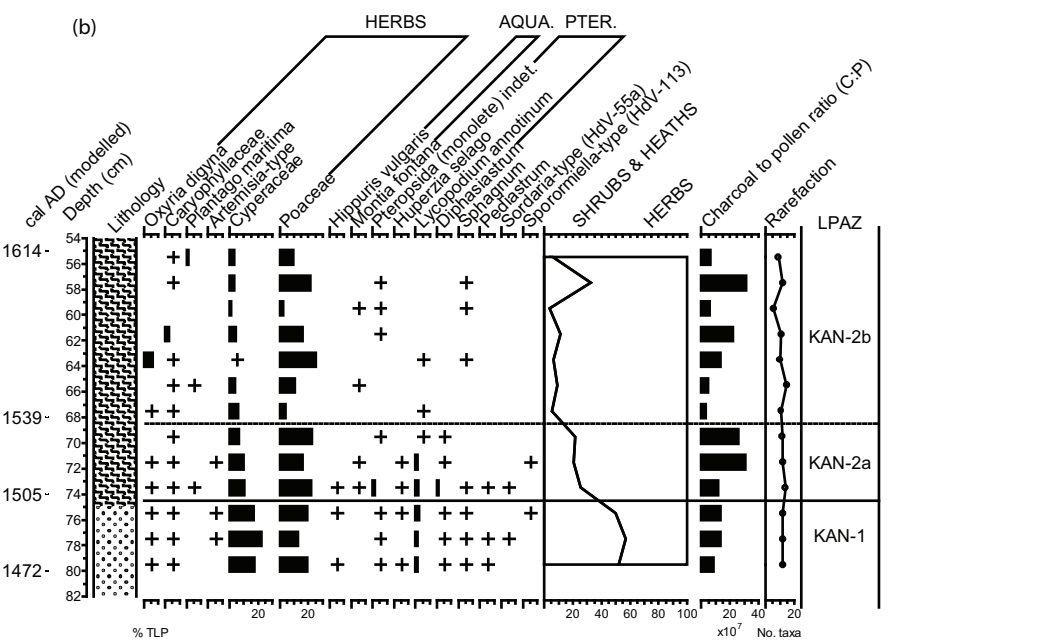 (b)
HERBS AQUA. PTER.
cal AD (modelled)
Depth (cm)
Lithology
Oxyria digyna
Caryophyllaceae
Plantago maritima
Artemisia-type
Cyperaceae
Poaceae
Hippuris vulgaris
Montia fontana
Pteropsida (monolete) indet.
Huperzia selago
Lycopodium annotinum
Diphasiastrum
Sphagnum
Pediastrum
Sordaria-type (HdV-55a)
Sporormiella-type (HdV-113)
SHRUBS & HEATHS
HERBS
Charcoal to pollen ratio (C:P)
Rarefaction
LPAZ
54
1614
56
58
60
62
KAN-2b
64
66
1539
68
70
72
KAN-2a
1505
74
76
78
KAN-1
1472
80
82
20 20 20 40 60 80 100 20 40 20
% TLP x10⁷ No. taxa